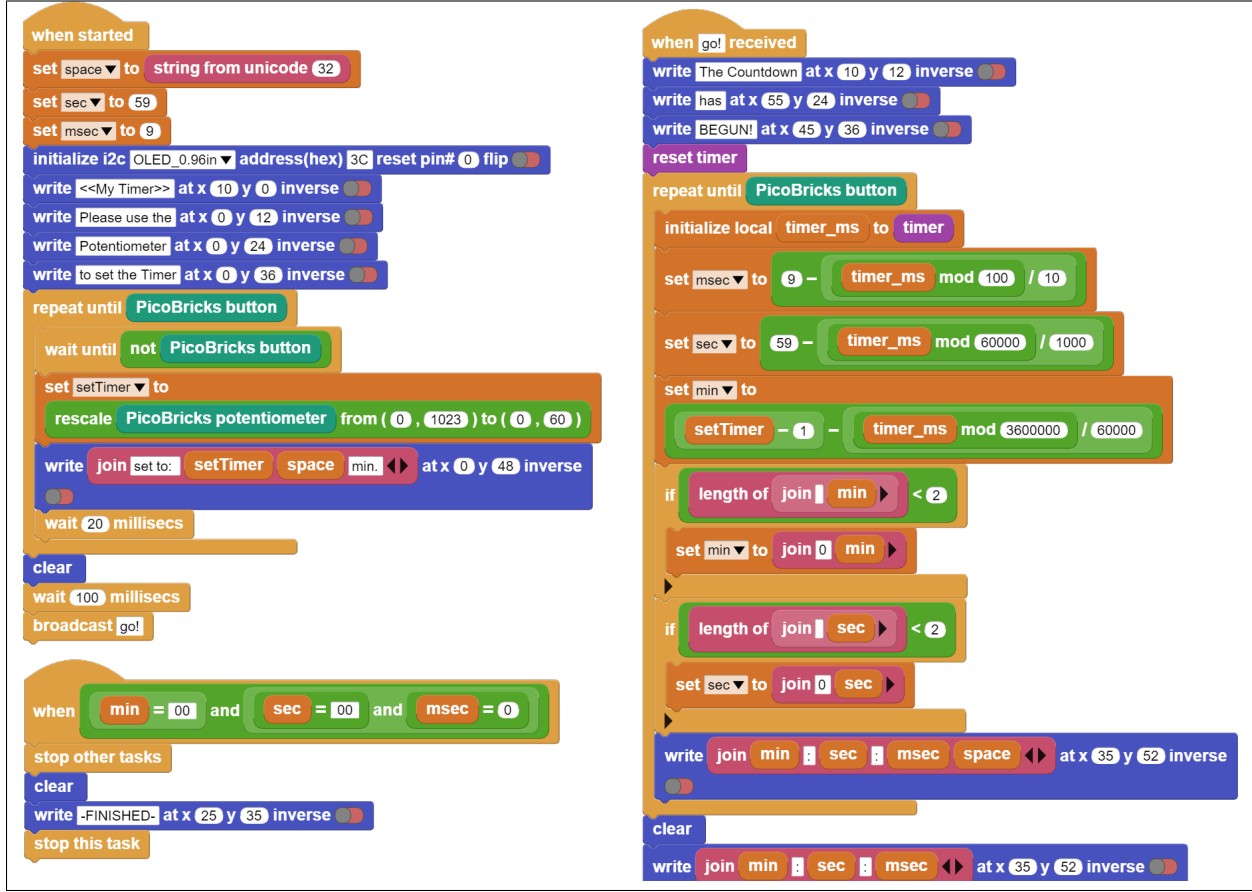 when started
set space to string from unicode 32
set sec to 59
set msec to 9
initialize i2c OLED_0.96in address(hex) 3C reset pin# 0 flip
write <<My Timer>> at x 10 y 0 inverse
write Please use the at x 0 y 12 inverse
write Potentiometer at x 0 y 24 inverse
write to set the Timer at x 0 y 36 inverse
repeat until PicoBricks button
wait until not PicoBricks button
set setTimer to
rescale PicoBricks potentiometer from ( 0 , 1023 ) to ( 0 , 60 )
write join set to: setTimer space min. at x 0 y 48 inverse
wait 20 millisecs
clear
wait 100 millisecs
broadcast go!
when min = 00 and sec = 00 and msec = 0
stop other tasks
clear
write -FINISHED- at x 25 y 35 inverse
stop this task
when go! received
write The Countdown at x 10 y 12 inverse
write has at x 55 y 24 inverse
write BEGUN! at x 45 y 36 inverse
reset timer
repeat until PicoBricks button
initialize local timer_ms to timer
set msec to 9 − timer_ms mod 100 / 10
set sec to 59 − timer_ms mod 60000 / 1000
set min to
setTimer − 1 − timer_ms mod 3600000 / 60000
if length of join min < 2
set min to join 0 min
if length of join sec < 2
set sec to join 0 sec
write join min : sec : msec space at x 35 y 52 inverse
clear
write join min : sec : msec at x 35 y 52 inverse